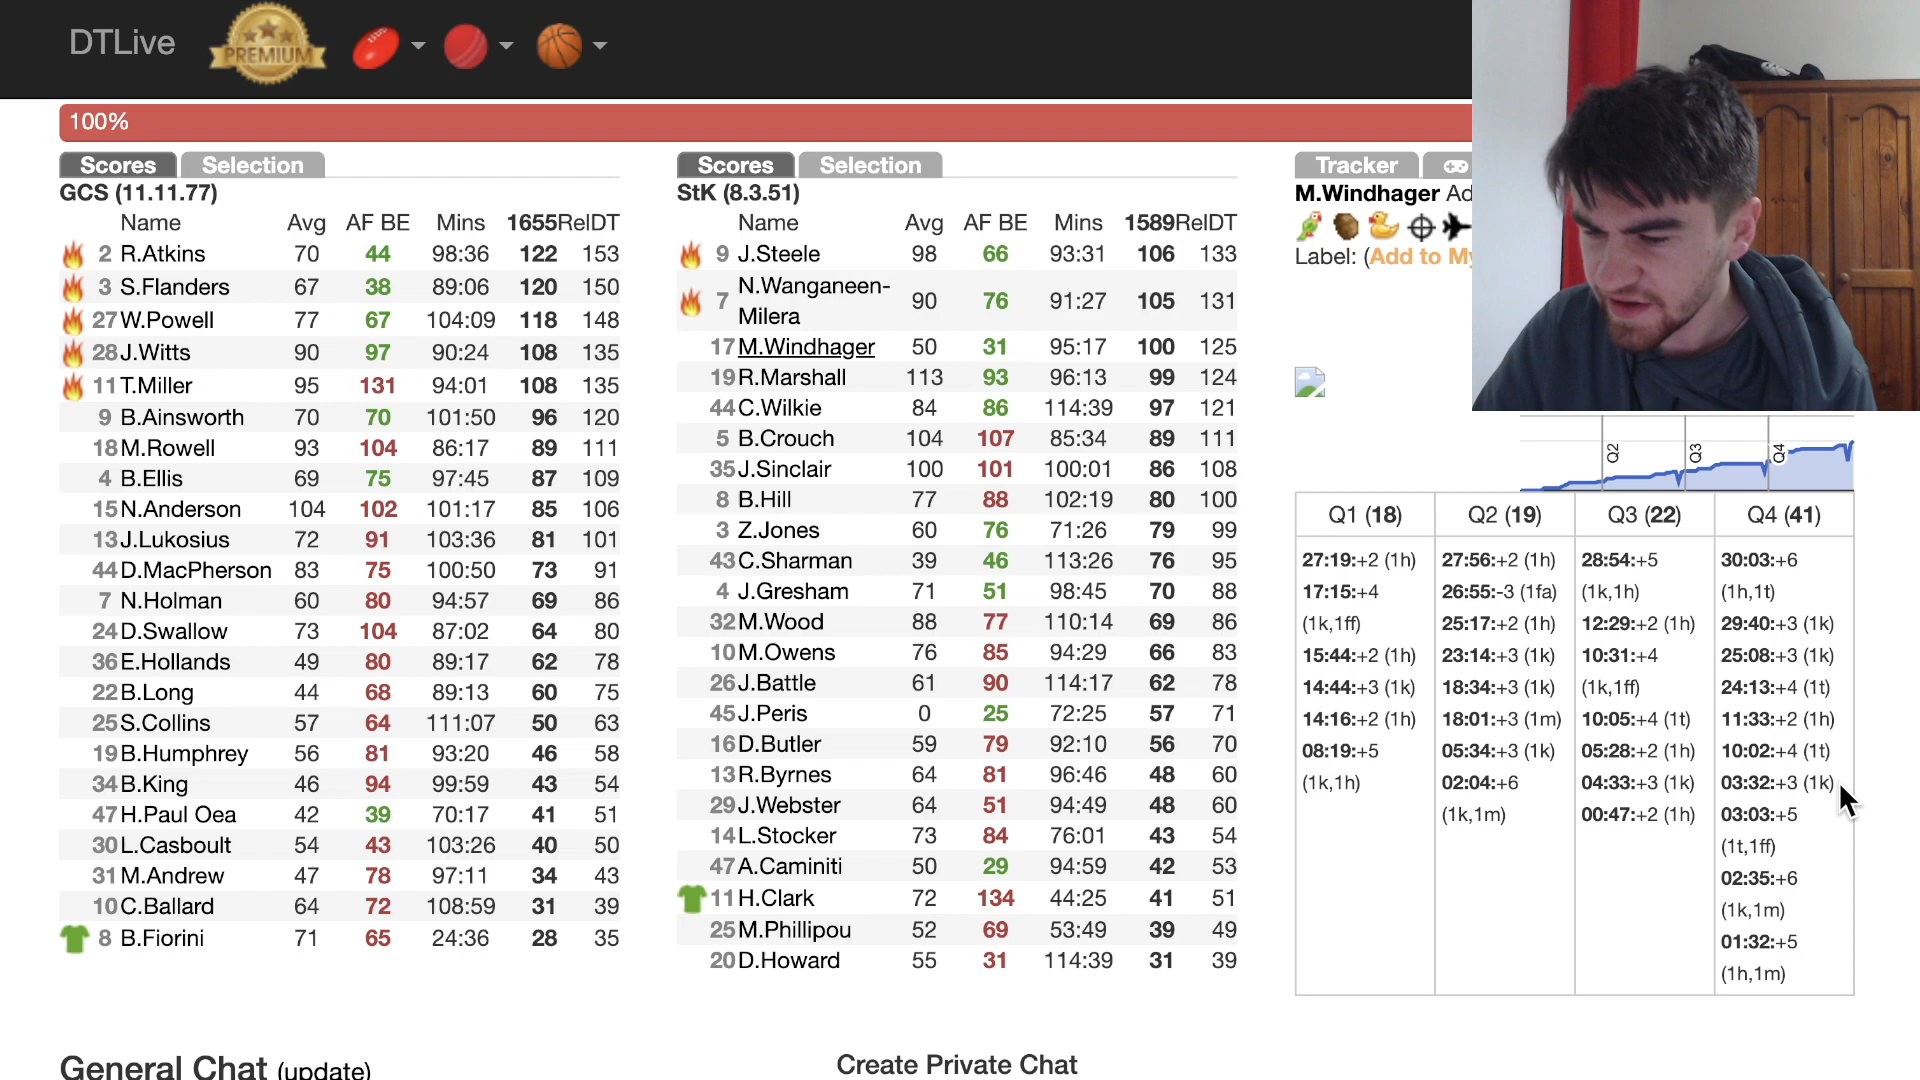 DTLive
PREMIUM
100%
Scores Selection
GCS (11.11.77)
Name Avg AF BE Mins 1655RelDT
2 R.Atkins 70 44 98:36 122 153
3 S.Flanders 67 38 89:06 120 150
27 W.Powell 77 67 104:09 118 148
28 J.Witts 90 97 90:24 108 135
11 T.Miller 95 131 94:01 108 135
9 B.Ainsworth 70 70 101:50 96 120
18 M.Rowell 93 104 86:17 89 111
4 B.Ellis 69 75 97:45 87 109
15 N.Anderson 104 102 101:17 85 106
13 J.Lukosius 72 91 103:36 81 101
44 D.MacPherson 83 75 100:50 73 91
7 N.Holman 60 80 94:57 69 86
24 D.Swallow 73 104 87:02 64 80
36 E.Hollands 49 80 89:17 62 78
22 B.Long 44 68 89:13 60 75
25 S.Collins 57 64 111:07 50 63
19 B.Humphrey 56 81 93:20 46 58
34 B.King 46 94 99:59 43 54
47 H.Paul Oea 42 39 70:17 41 51
30 L.Casboult 54 43 103:26 40 50
31 M.Andrew 47 78 97:11 34 43
10 C.Ballard 64 72 108:59 31 39
8 B.Fiorini 71 65 24:36 28 35
Scores Selection
StK (8.3.51)
Name Avg AF BE Mins 1589RelDT
9 J.Steele 98 66 93:31 106 133
7 N.Wanganeen-
Milera 90 76 91:27 105 131
17 M.Windhager 50 31 95:17 100 125
19 R.Marshall 113 93 96:13 99 124
44 C.Wilkie 84 86 114:39 97 121
5 B.Crouch 104 107 85:34 89 111
35 J.Sinclair 100 101 100:01 86 108
8 B.Hill 77 88 102:19 80 100
3 Z.Jones 60 76 71:26 79 99
43 C.Sharman 39 46 113:26 76 95
4 J.Gresham 71 51 98:45 70 88
32 M.Wood 88 77 110:14 69 86
10 M.Owens 76 85 94:29 66 83
26 J.Battle 61 90 114:17 62 78
45 J.Peris 0 25 72:25 57 71
16 D.Butler 59 79 92:10 56 70
13 R.Byrnes 64 81 96:46 48 60
29 J.Webster 64 51 94:49 48 60
14 L.Stocker 73 84 76:01 43 54
47 A.Caminiti 50 29 94:59 42 53
11 H.Clark 72 134 44:25 41 51
25 M.Phillipou 52 69 53:49 39 49
20 D.Howard 55 31 114:39 31 39
Tracker
M.Windhager
Label: (Add to
Q2 Q3 Q4
Q1 (18) Q2 (19) Q3 (22) Q4 (41)
27:19:+2 (1h)
17:15:+4
(1k,1ff)
15:44:+2 (1h)
14:44:+3 (1k)
14:16:+2 (1h)
08:19:+5
(1k,1h)
27:56:+2 (1h)
26:55:-3 (1fa)
25:17:+2 (1h)
23:14:+3 (1k)
18:34:+3 (1k)
18:01:+3 (1m)
05:34:+3 (1k)
02:04:+6
(1k,1m)
28:54:+5
(1k,1h)
12:29:+2 (1h)
10:31:+4
(1k,1ff)
10:05:+4 (1t)
05:28:+2 (1h)
04:33:+3 (1k)
00:47:+2 (1h)
30:03:+6
(1h,1t)
29:40:+3 (1k)
25:08:+3 (1k)
24:13:+4 (1t)
11:33:+2 (1h)
10:02:+4 (1t)
03:32:+3 (1k)
03:03:+5
(1t,1ff)
02:35:+6
(1k,1m)
01:32:+5
(1h,1m)
General Chat (update)
Create Private Chat